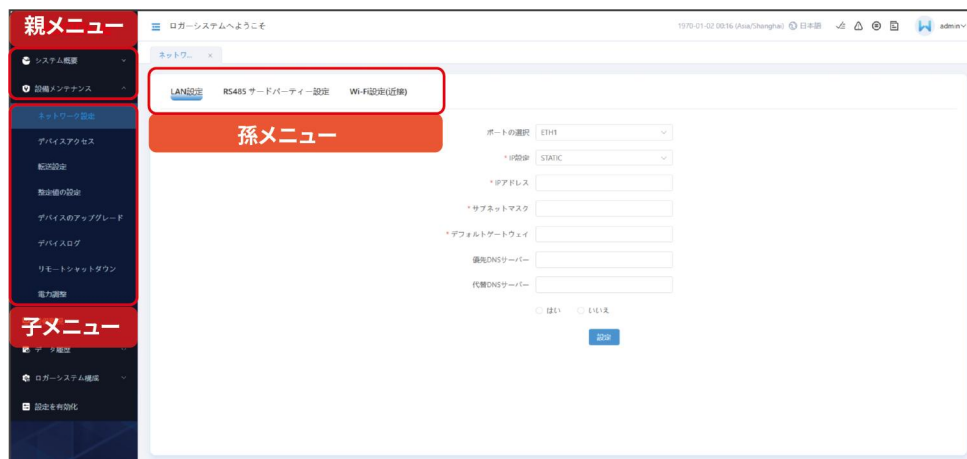 親メニュー
ロガーシステムへようこそ
1970-01-02 08:16 (Asia/Shanghai) 日本語
admin
システム概要
設備メンテナンス
ネットワーク設定
デバイスアクセス
転送設定
整定値の設定
デバイスのアップグレード
デバイスログ
リモートシャットダウン
電力調整
子メニュー
データ履歴
ロガーシステム構成
設定を有効化
ネットワ... ×
LAN設定 RS485 サードパーティー設定 Wi-Fi設定(近端)
孫メニュー
ポートの選択 ETH1
* IP設定 STATIC
* IPアドレス
* サブネットマスク
* デフォルトゲートウェイ
優先DNSサーバー
代替DNSサーバー
はい いいえ
設定